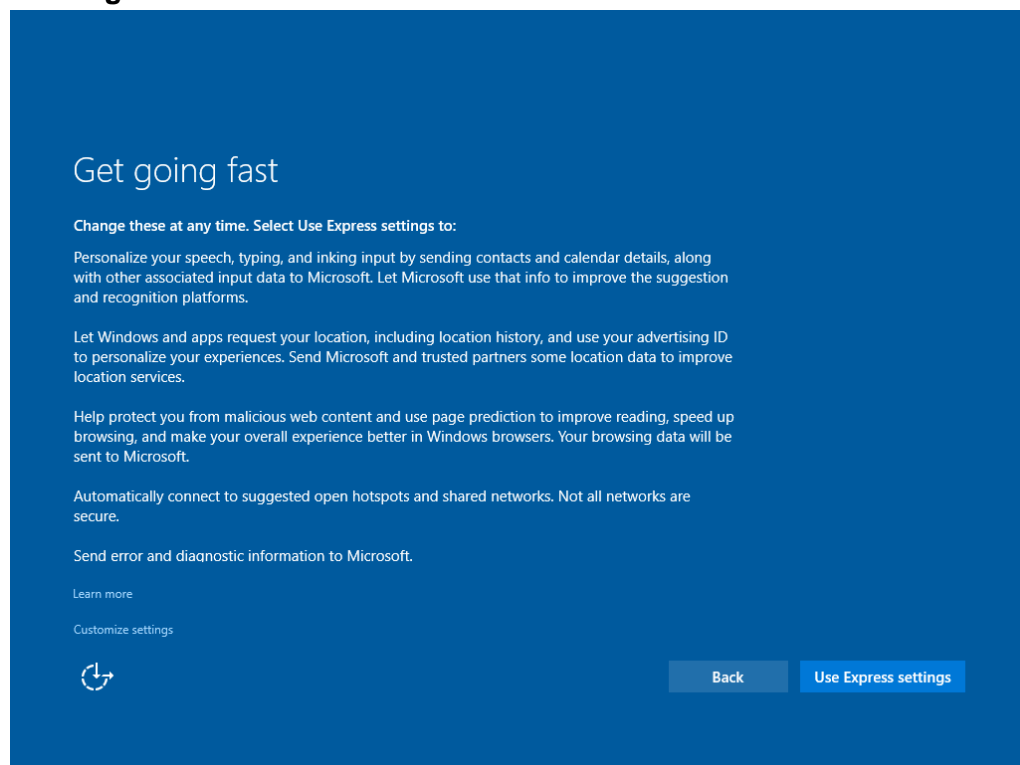 Get going fast
Change these at any time. Select Use Express settings to:
Personalize your speech, typing, and inking input by sending contacts and calendar details, along
with other associated input data to Microsoft. Let Microsoft use that info to improve the suggestion
and recognition platforms.
Let Windows and apps request your location, including location history, and use your advertising ID
to personalize your experiences. Send Microsoft and trusted partners some location data to improve
location services.
Help protect you from malicious web content and use page prediction to improve reading, speed up
browsing, and make your overall experience better in Windows browsers. Your browsing data will be
sent to Microsoft.
Automatically connect to suggested open hotspots and shared networks. Not all networks are
secure.
Send error and diagnostic information to Microsoft.
Learn more
Customize settings
Back
Use Express settings